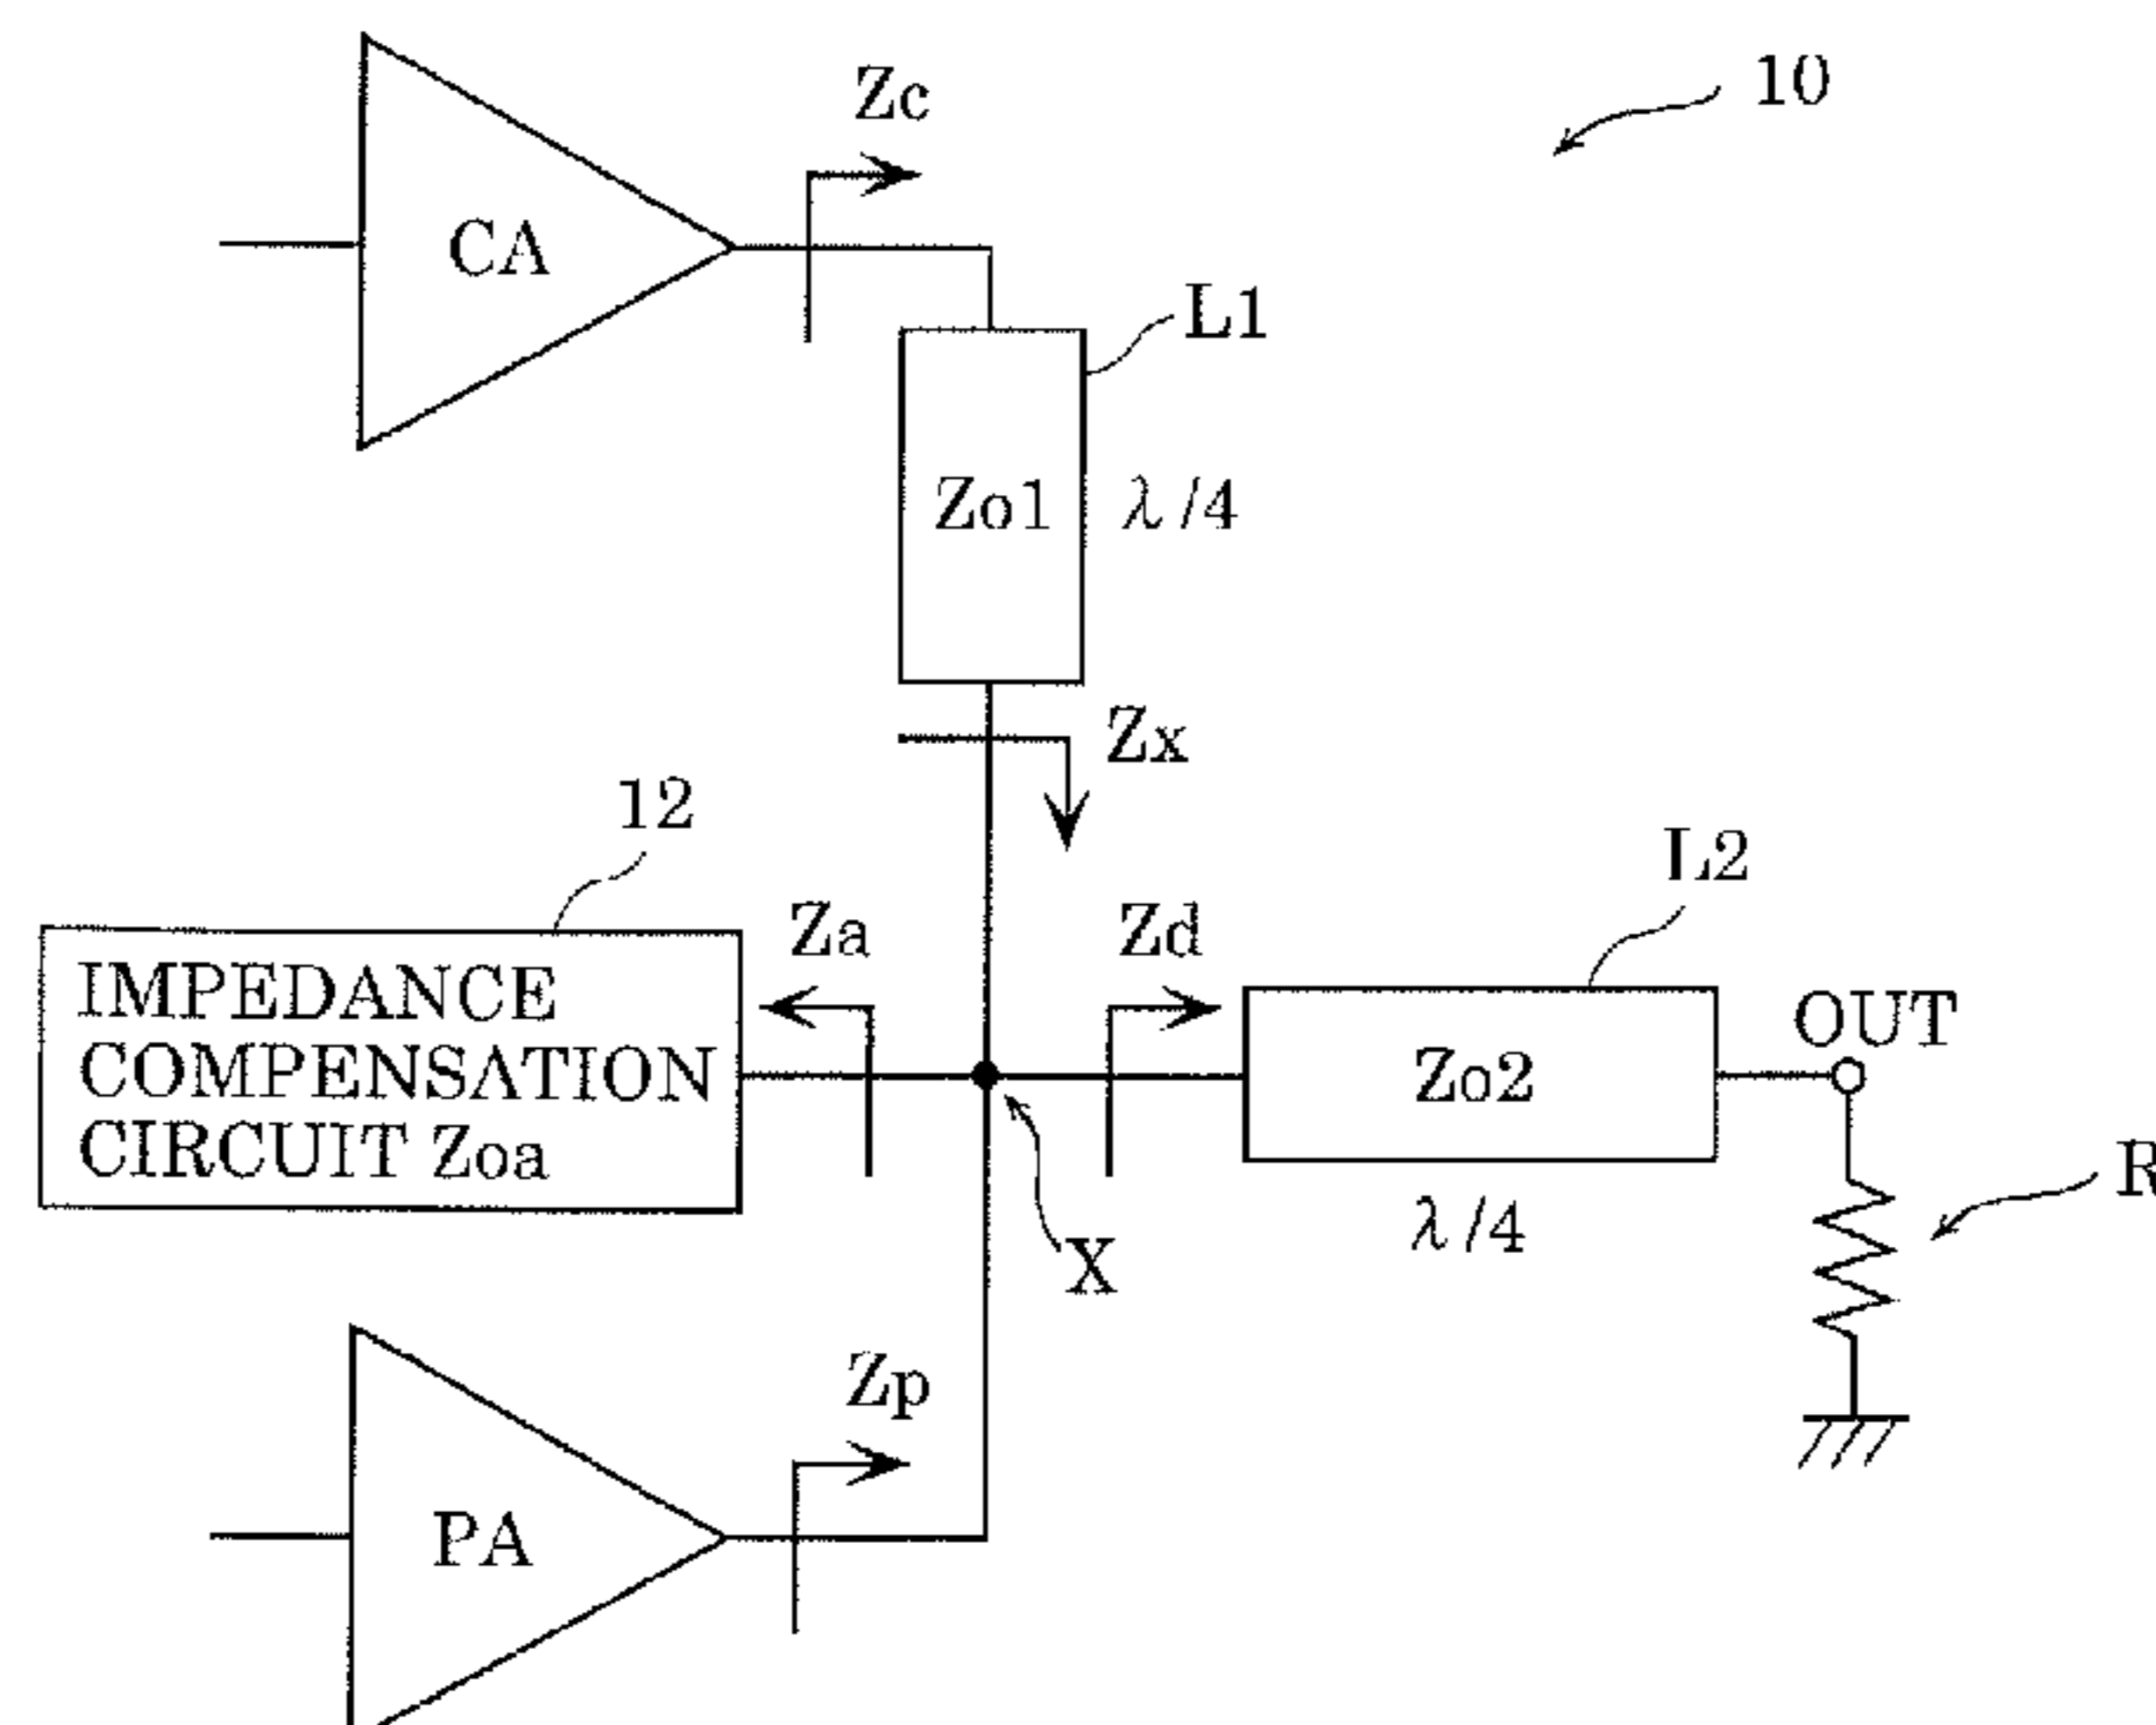 10
Zc
CA
L1
Zo1
λ/4
Zx
12
L2
Za
Zd
IMPEDANCE
COMPENSATION
CIRCUIT Zoa
OUT
Zo2
λ/4
R
X
Zp
PA